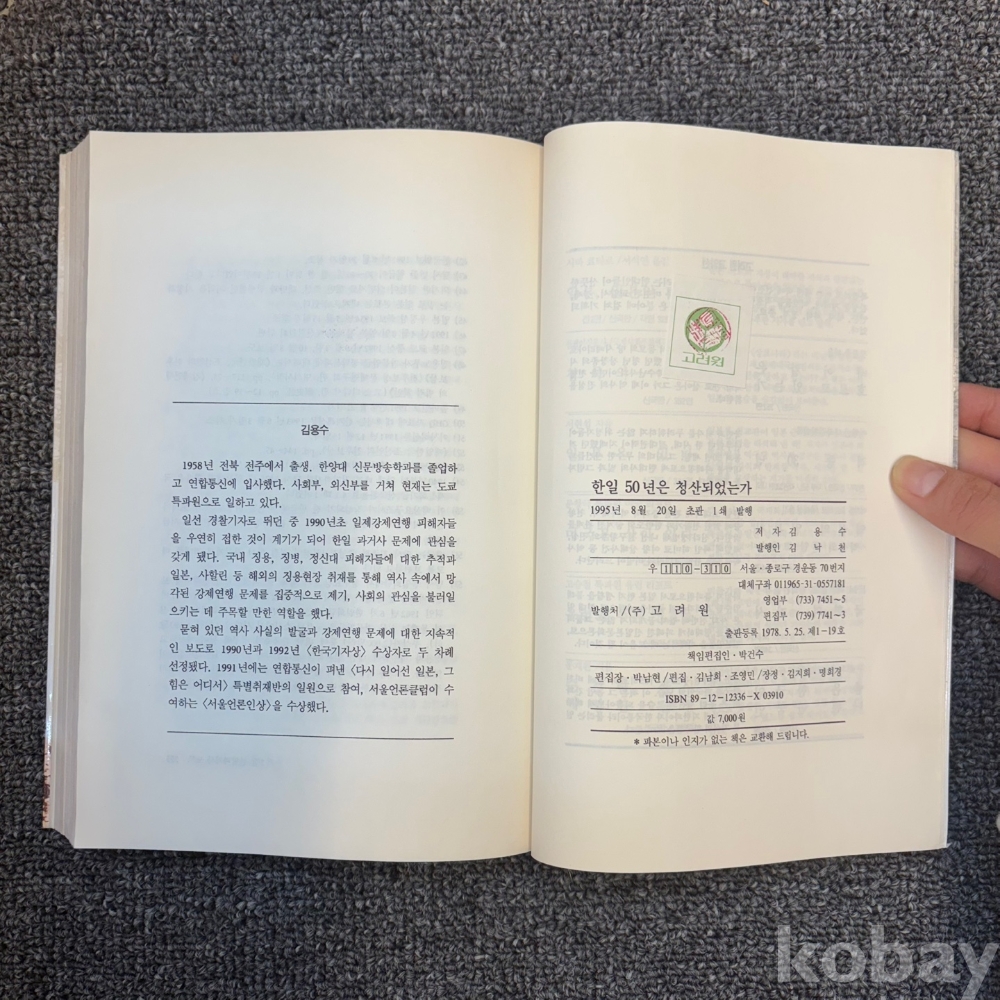 김용수
1958년 전북 전주에서 출생. 한양대 신문방송학과를 졸업하
고 연합통신에 입사했다. 사회부, 외신부를 거쳐 현재는 도쿄
특파원으로 일하고 있다.
일선 경찰기자로 뛰던 중 1990년초 일제강제연행 피해자들
을 우연히 접한 것이 계기가 되어 한일 과거사 문제에 관심을
갖게 됐다. 국내 징용, 징병, 정신대 피해자들에 대한 추적과
일본, 사할린 등 해외의 징용현장 취재를 통해 역사 속에서 망
각된 강제연행 문제를 집중적으로 제기, 사회의 관심을 불러일
으키는 데 주목할 만한 역할을 했다.
묻혀 있던 역사 사실의 발굴과 강제연행 문제에 대한 지속적
인 보도로 1990년과 1992년 〈한국기자상〉 수상자로 두 차례
선정됐다. 1991년에는 연합통신이 펴낸 〈다시 일어선 일본, 그
힘은 어디서〉 특별취재반의 일원으로 참여, 서울언론클럽이 수
여하는 〈서울언론인상〉을 수상했다.
고려원
한일 50년은 청산되었는가
1995년 8월 20일 초판 1쇄 발행
저자 김용수
발행인 김낙천
우 110-310 서울·종로구 경운동 70번지
대체구좌 011965-31-0557181
영업부 (733) 7451~5
편집부 (739) 7741~3
발행처/(주) 고려원
출판등록 1978. 5. 25. 제1-19호
책임편집인·박건수
편집장·박남현/편집·김남희·조영민/장정·김지희·명희경
ISBN 89-12-12336-X 03910
값 7,000원
* 파본이나 인지가 없는 책은 교환해 드립니다.
kobay